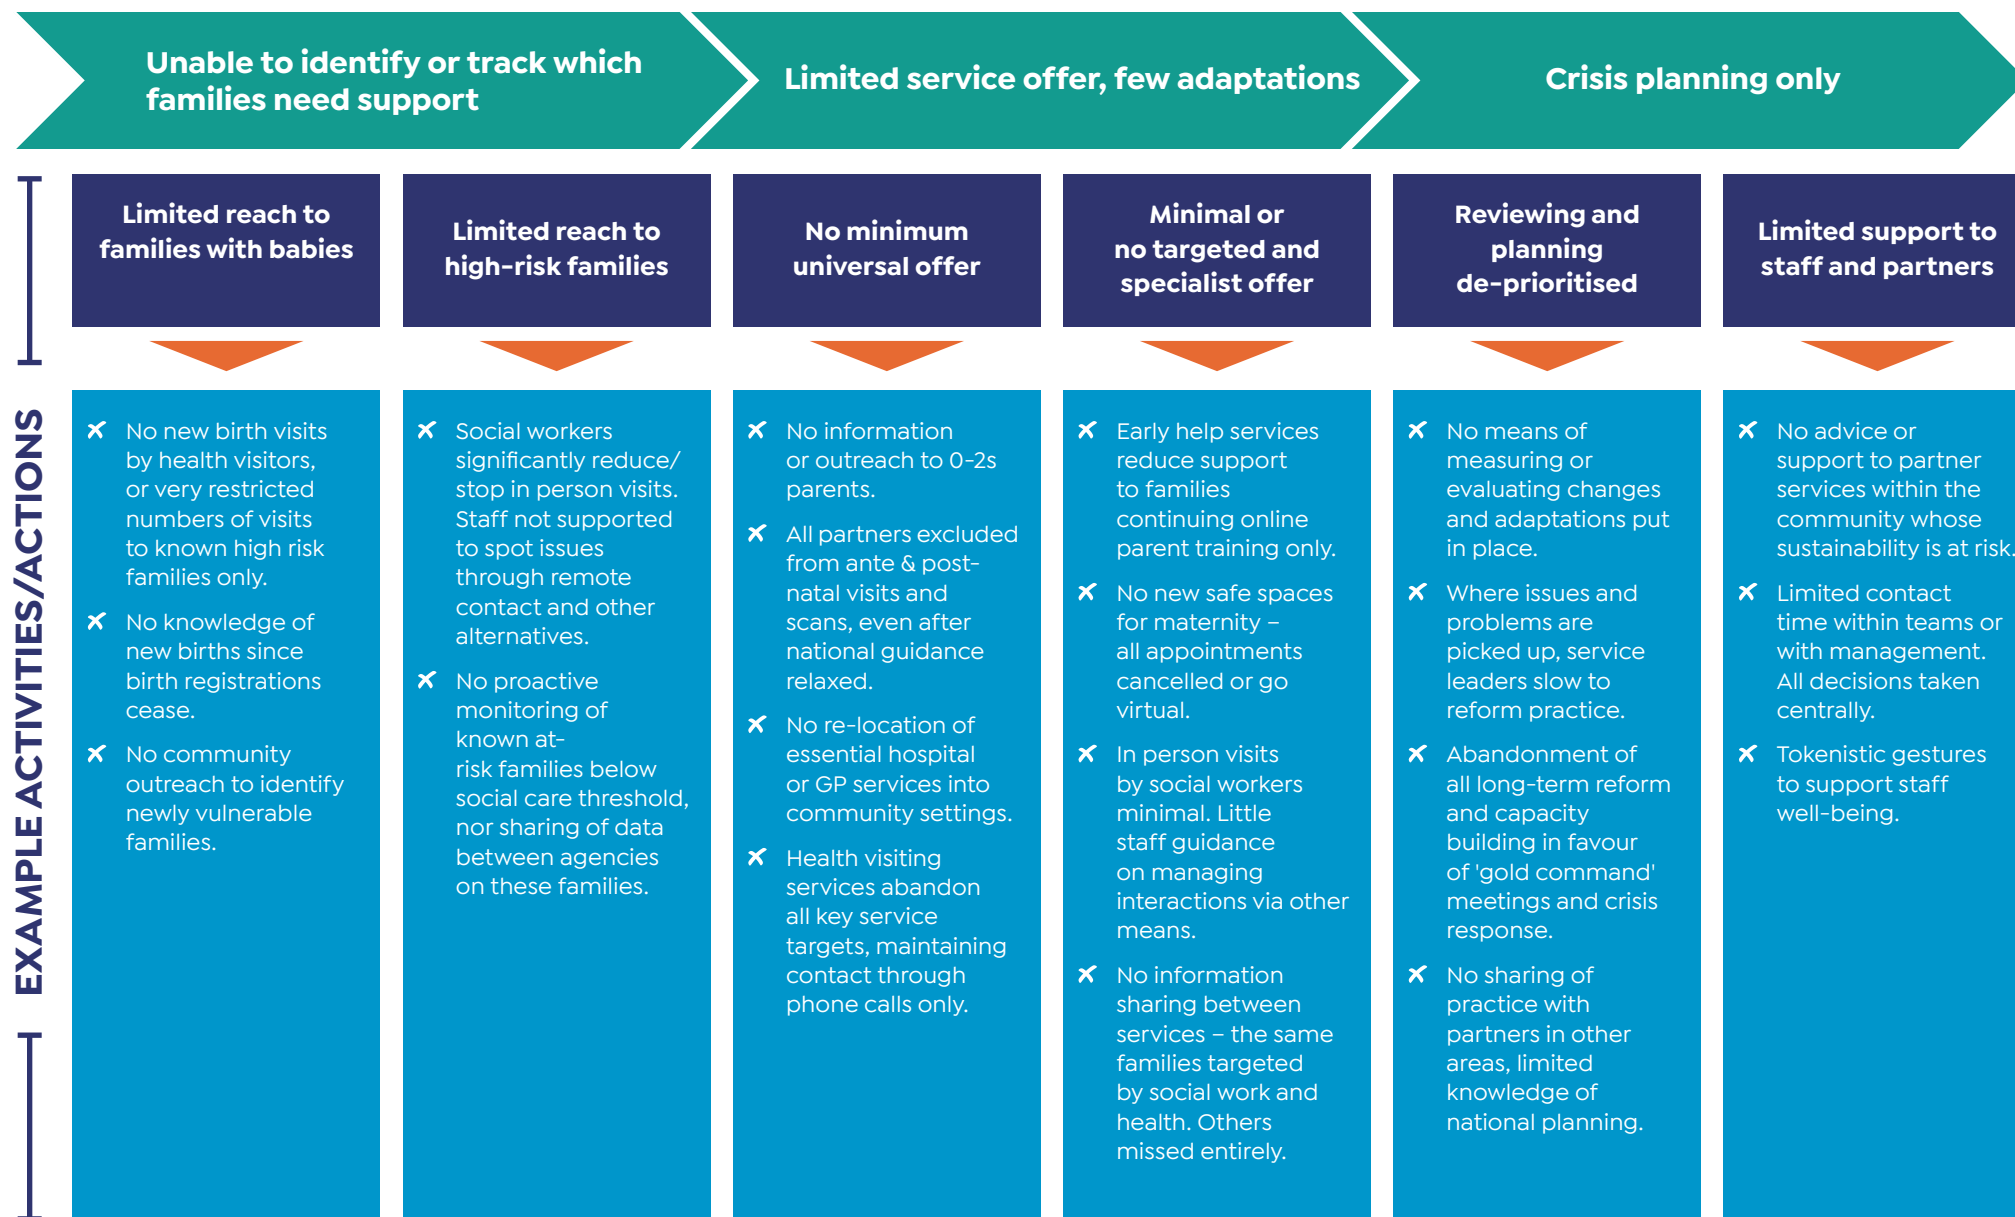 Unable to identify or track which
families need support
Limited service offer, few adaptations
Crisis planning only
EXAMPLE ACTIVITIES/ACTIONS
Limited reach to
families with babies
Limited reach to
high-risk families
No minimum
universal offer
Minimal or
no targeted and
specialist offer
Reviewing and
planning
de-prioritised
Limited support to
staff and partners
No new birth visits
by health visitors,
or very restricted
numbers of visits
to known high risk
families only.
No knowledge of
new births since
birth registrations
cease.
No community
outreach to identify
newly vulnerable
families.
Social workers
significantly reduce/
stop in person visits.
Staff not supported
to spot issues
through remote
contact and other
alternatives.
No proactive
monitoring of
known at-
risk families below
social care threshold,
nor sharing of data
between agencies
on these families.
No information
or outreach to 0-2s
parents.
All partners excluded
from ante & post-
natal visits and
scans, even after
national guidance
relaxed.
No re-location of
essential hospital
or GP services into
community settings.
Health visiting
services abandon
all key service
targets, maintaining
contact through
phone calls only.
Early help services
reduce support
to families
continuing online
parent training only.
No new safe spaces
for maternity –
all appointments
cancelled or go
virtual.
In person visits
by social workers
minimal. Little
staff guidance
on managing
interactions via other
means.
No information
sharing between
services – the same
families targeted
by social work and
health. Others
missed entirely.
No means of
measuring or
evaluating changes
and adaptations put
in place.
Where issues and
problems are
picked up, service
leaders slow to
reform practice.
Abandonment of
all long-term reform
and capacity
building in favour
of 'gold command'
meetings and crisis
response.
No sharing of
practice with
partners in other
areas, limited
knowledge of
national planning.
No advice or
support to partner
services within the
community whose
sustainability is at risk.
Limited contact
time within teams or
with management.
All decisions taken
centrally.
Tokenistic gestures
to support staff
well-being.